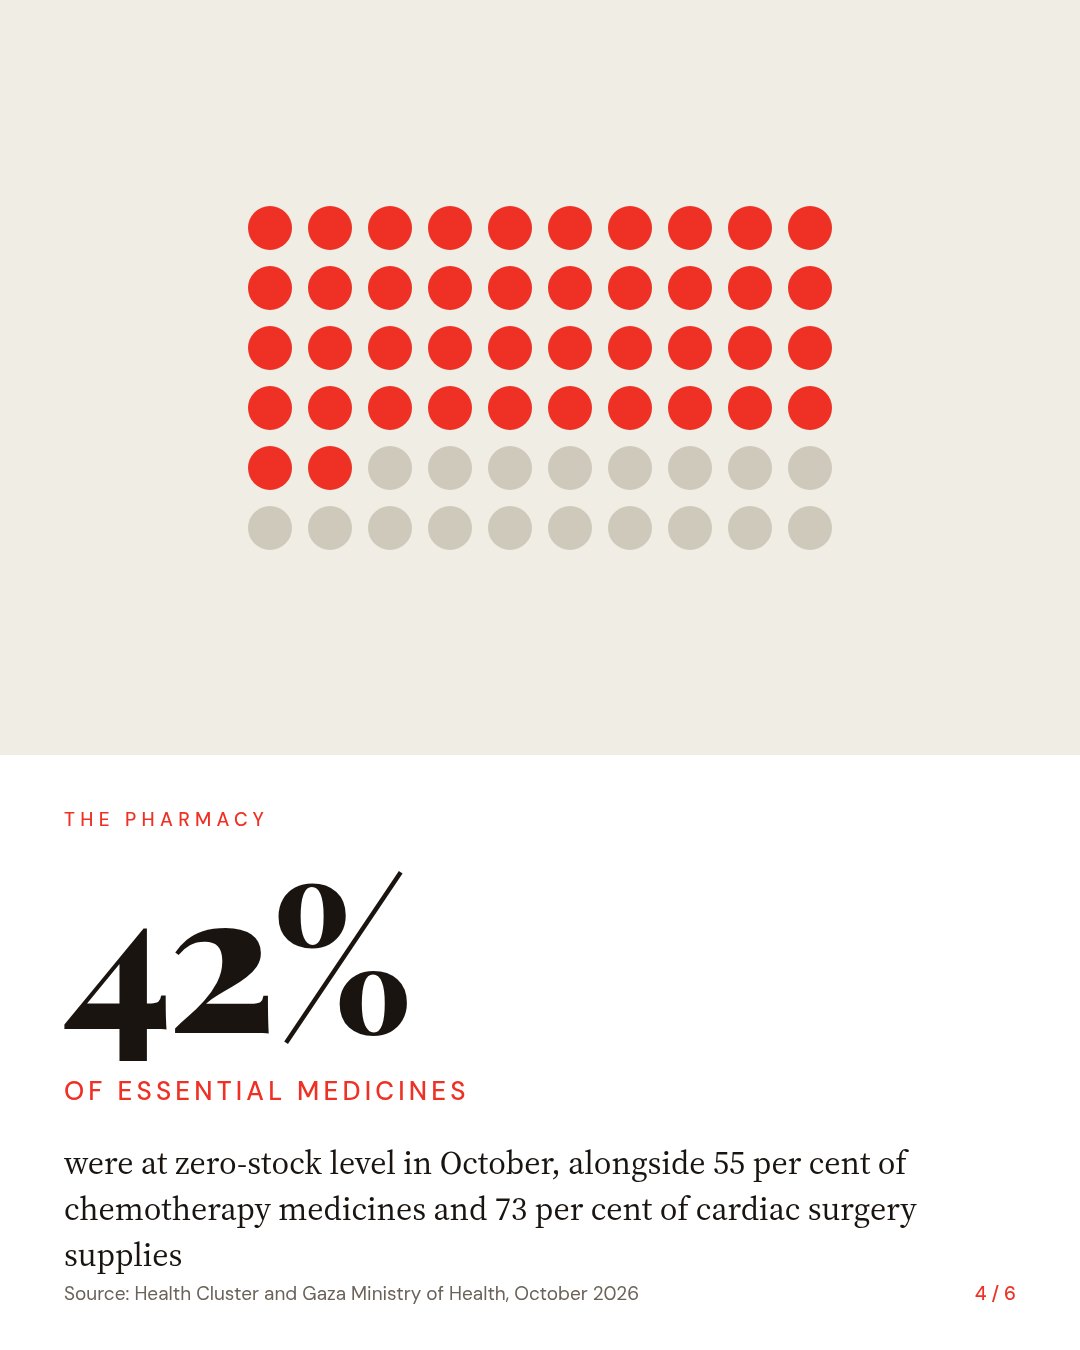 THE PHARMACY
42%
OF ESSENTIAL MEDICINES
were at zero-stock level in October, alongside 55 per cent of
chemotherapy medicines and 73 per cent of cardiac surgery
supplies
Source: Health Cluster and Gaza Ministry of Health, October 2026
4 / 6